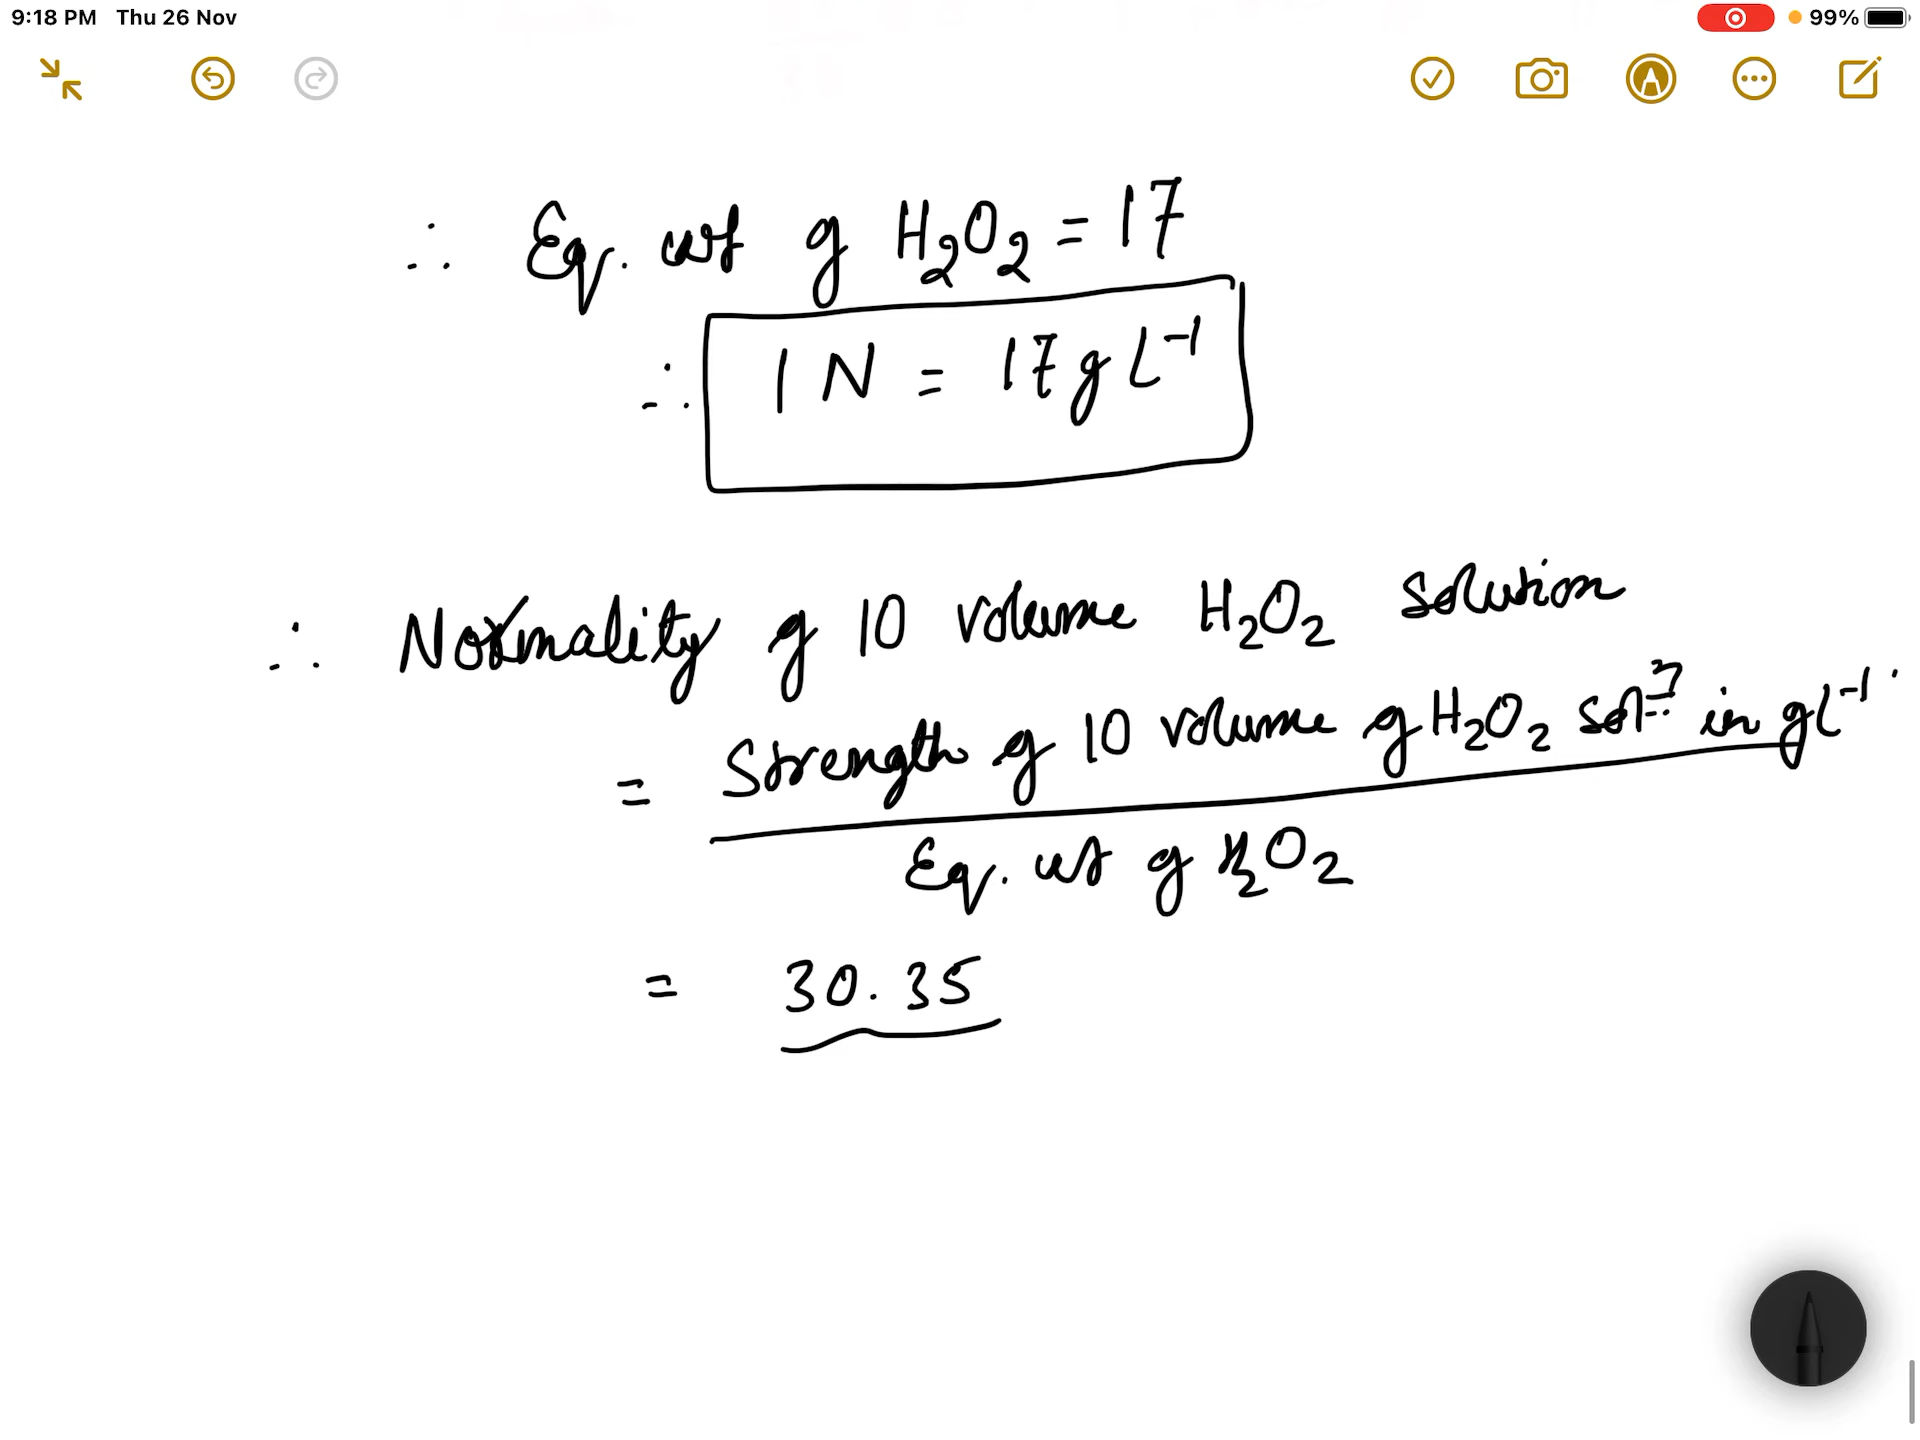 9:18 PM Thu 26 Nov 99%
∴ Eq. wt of H₂O₂ = 17
∴ 1 N = 17 g L⁻¹
∴ Normality of 10 volume H₂O₂ solution
= Strength of 10 volume of H₂O₂ solⁿ in g L⁻¹
Eq. wt of H₂O₂
= 30.35